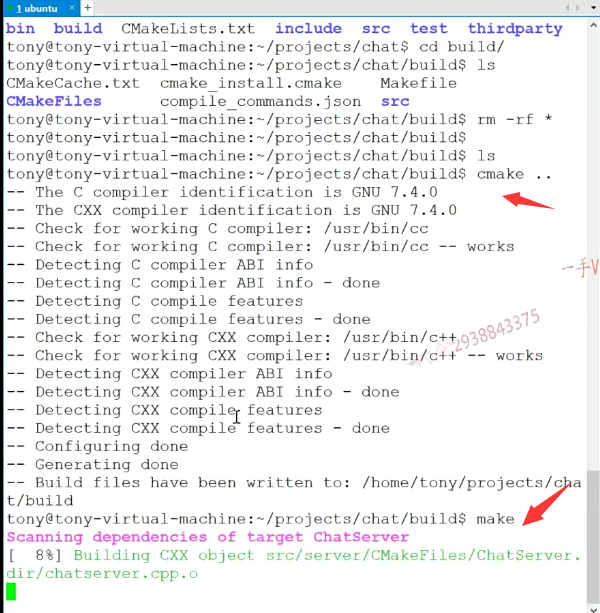 1 ubuntu
bin build CMakeLists.txt include src test thirdparty
tony@tony-virtual-machine:~/projects/chat$ cd build/
tony@tony-virtual-machine:~/projects/chat/build$ ls
CMakeCache.txt cmake_install.cmake Makefile
CMakeFiles compile_commands.json src
tony@tony-virtual-machine:~/projects/chat/build$ rm -rf *
tony@tony-virtual-machine:~/projects/chat/build$
tony@tony-virtual-machine:~/projects/chat/build$ ls
tony@tony-virtual-machine:~/projects/chat/build$ cmake ..
-- The C compiler identification is GNU 7.4.0
-- The CXX compiler identification is GNU 7.4.0
-- Check for working C compiler: /usr/bin/cc
-- Check for working C compiler: /usr/bin/cc -- works
-- Detecting C compiler ABI info
-- Detecting C compiler ABI info - done
-- Detecting C compile features
-- Detecting C compile features - done
-- Check for working CXX compiler: /usr/bin/c++
-- Check for working CXX compiler: /usr/bin/c++ -- works
-- Detecting CXX compiler ABI info
-- Detecting CXX compiler ABI info - done
-- Detecting CXX compile features
-- Detecting CXX compile features - done
-- Configuring done
-- Generating done
-- Build files have been written to: /home/tony/projects/cha
t/build
tony@tony-virtual-machine:~/projects/chat/build$ make
Scanning dependencies of target ChatServer
[  8%] Building CXX object src/server/CMakeFiles/ChatServer.
dir/chatserver.cpp.o
2938843375
一手V